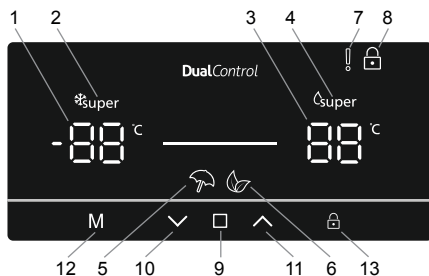 1 2 3 4 7 8
DualControl
super super
-88 °C 88 °C
M
12 5 10 9 11 6 13